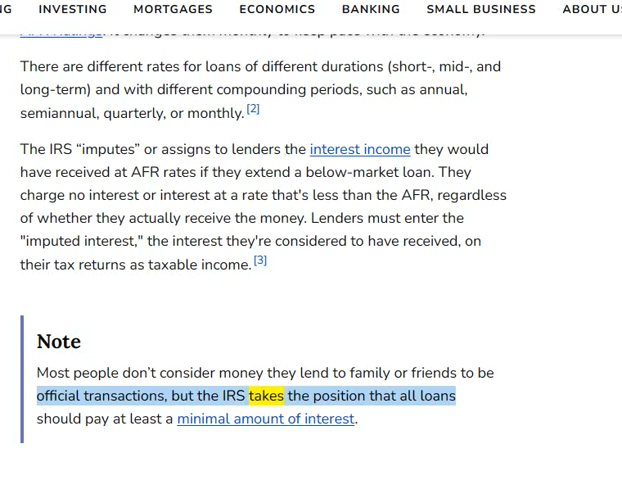 INVESTING MORTGAGES ECONOMICS BANKING SMALL BUSINESS ABOUT
There are different rates for loans of different durations (short-, mid-, and
long-term) and with different compounding periods, such as annual,
semiannual, quarterly, or monthly. [2]
The IRS “imputes” or assigns to lenders the interest income they would
have received at AFR rates if they extend a below-market loan. They
charge no interest or interest at a rate that's less than the AFR, regardless
of whether they actually receive the money. Lenders must enter the
"imputed interest," the interest they're considered to have received, on
their tax returns as taxable income. [3]
Note
Most people don’t consider money they lend to family or friends to be
official transactions, but the IRS takes the position that all loans
should pay at least a minimal amount of interest.